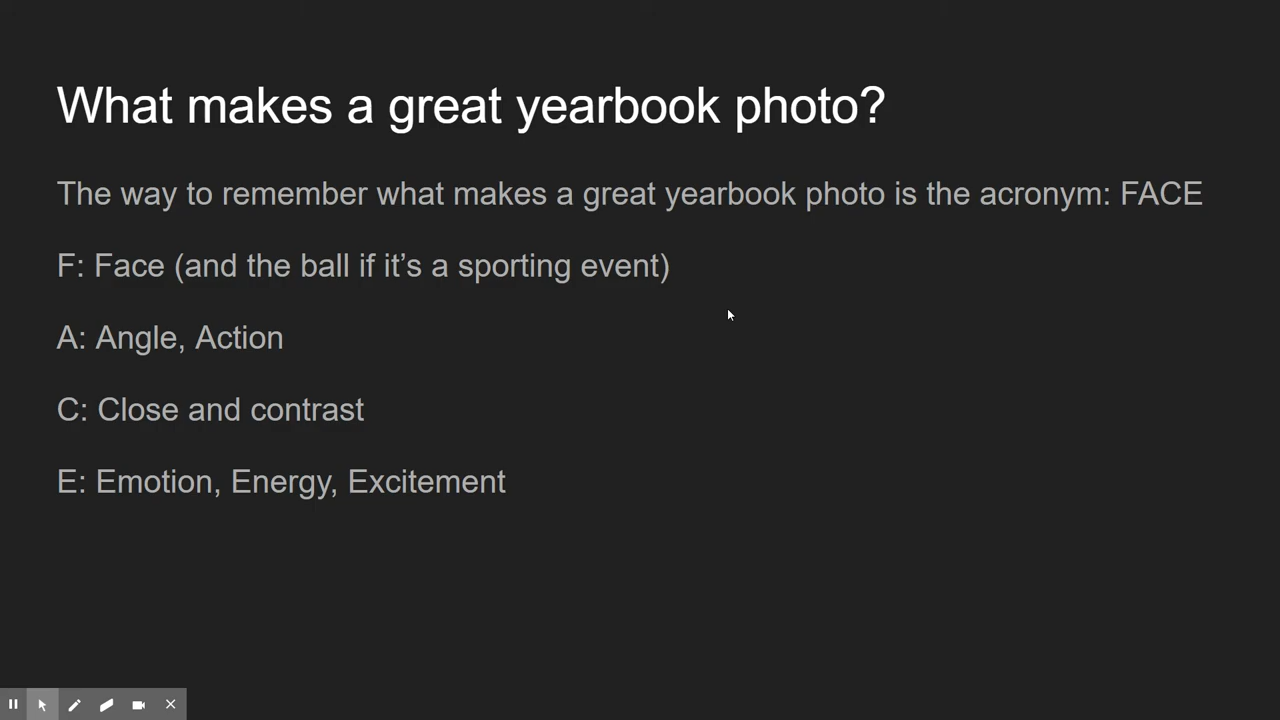 What makes a great yearbook photo?
The way to remember what makes a great yearbook photo is the acronym: FACE
F: Face (and the ball if it’s a sporting event)
A: Angle, Action
C: Close and contrast
E: Emotion, Energy, Excitement